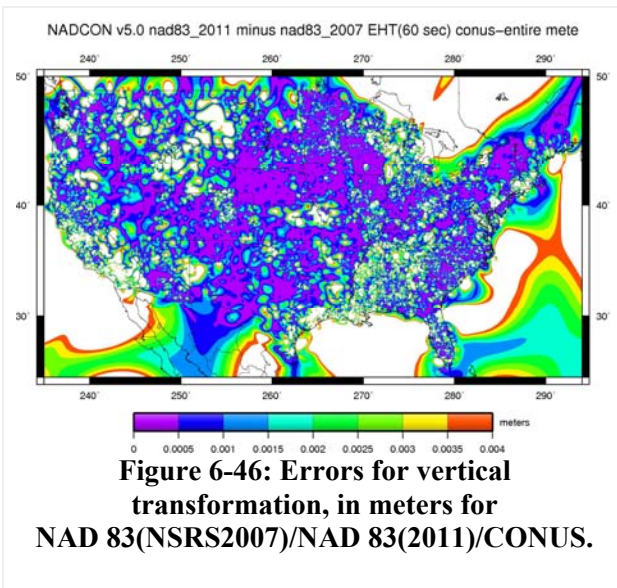 NADCON v5.0 nad83_2011 minus nad83_2007 EHT(60 sec) conus-entire mete
240° 250° 260° 270° 280° 290°
50° 50°
40° 40°
30° 30°
240° 250° 260° 270° 280° 290°
meters
0 0.0005 0.001 0.0015 0.002 0.0025 0.003 0.0035 0.004
Figure 6-46: Errors for vertical
transformation, in meters for
NAD 83(NSRS2007)/NAD 83(2011)/CONUS.